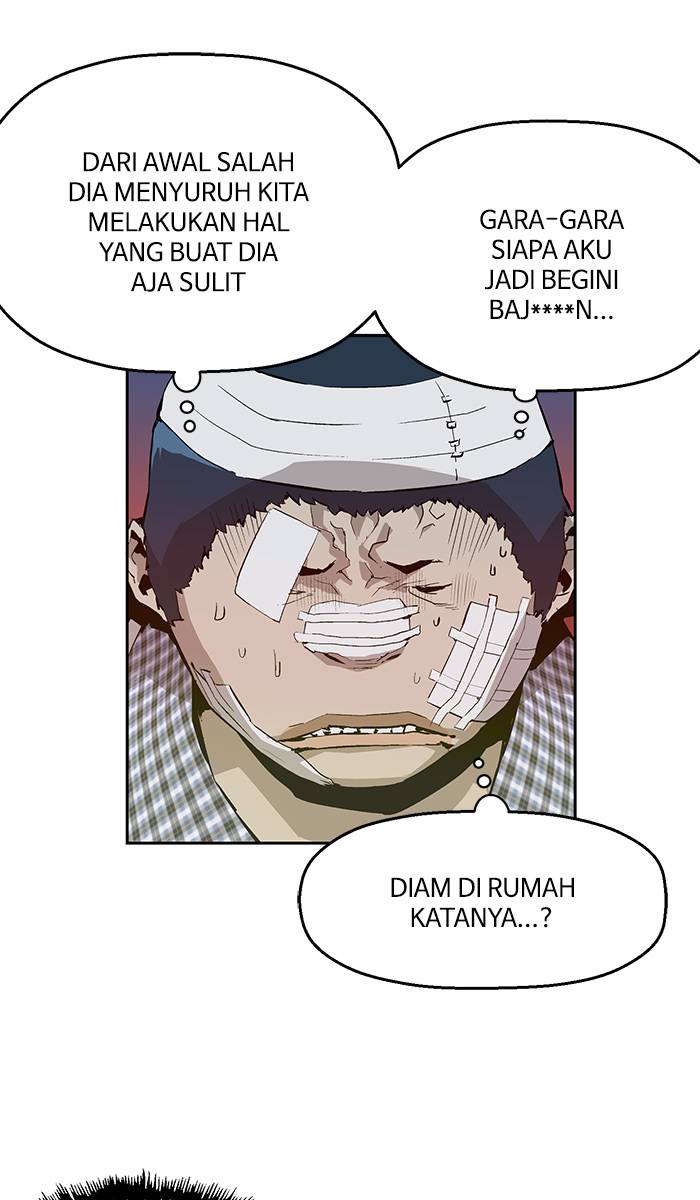 DARI AWAL SALAH
DIA MENYURUH KITA
MELAKUKAN HAL
YANG BUAT DIA
AJA SULIT
GARA-GARA
SIAPA AKU
JADI BEGINI
BAJ****N...
DIAM DI RUMAH
KATANYA...?